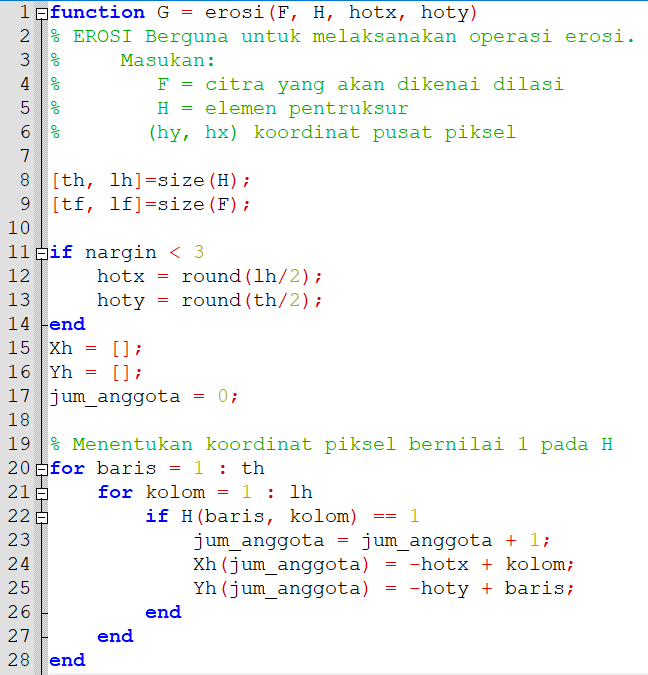 1 function G = erosi(F, H, hotx, hoty)
2 % EROSI Berguna untuk melaksanakan operasi erosi.
3 %     Masukan:
4 %        F = citra yang akan dikenai dilasi
5 %        H = elemen pentruksur
6 %       (hy, hx) koordinat pusat piksel
7
8 [th, lh]=size(H);
9 [tf, lf]=size(F);
10
11 if nargin < 3
12     hotx = round(lh/2);
13     hoty = round(th/2);
14 end
15 Xh = [];
16 Yh = [];
17 jum_anggota = 0;
18
19 % Menentukan koordinat piksel bernilai 1 pada H
20 for baris = 1 : th
21     for kolom = 1 : lh
22         if H(baris, kolom) == 1
23             jum_anggota = jum_anggota + 1;
24             Xh(jum_anggota) = -hotx + kolom;
25             Yh(jum_anggota) = -hoty + baris;
26         end
27     end
28 end